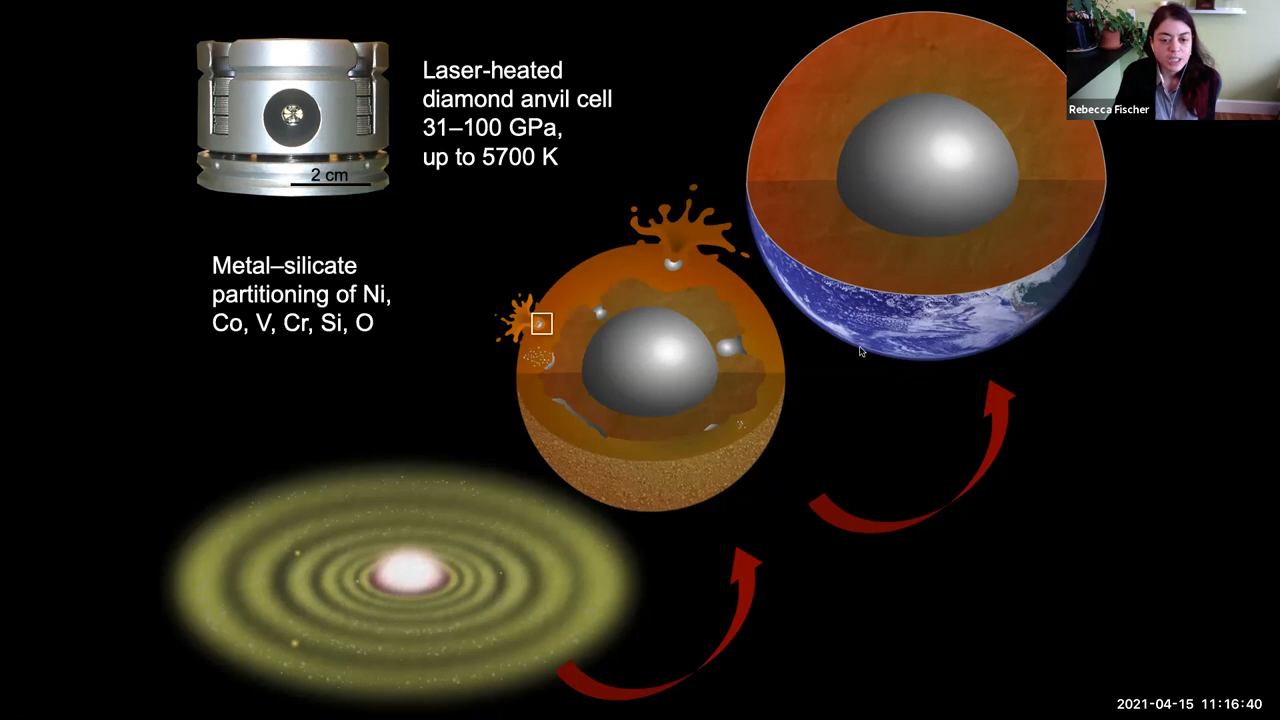 Laser-heated
diamond anvil cell
31–100 GPa,
up to 5700 K
2 cm
Rebecca Fischer
Metal–silicate
partitioning of Ni,
Co, V, Cr, Si, O
2021-04-15 11:16:40